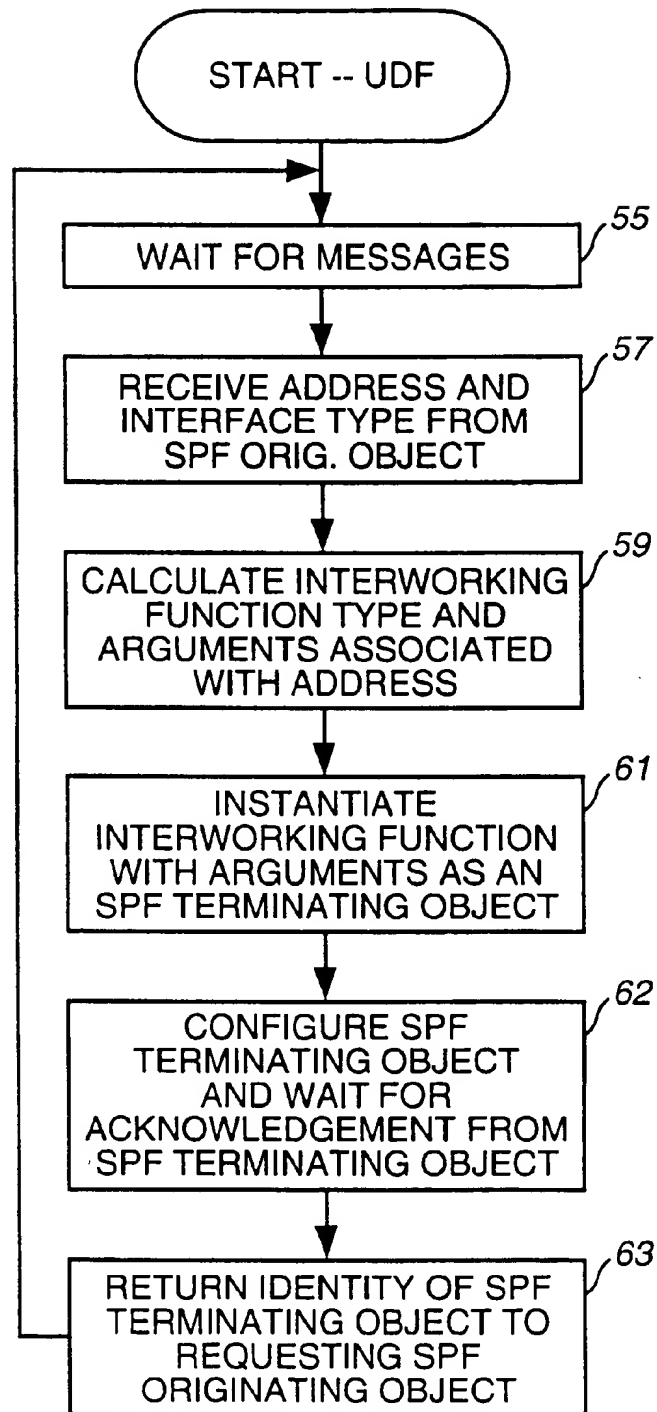 START -- UDF
55
WAIT FOR MESSAGES
57
RECEIVE ADDRESS AND
INTERFACE TYPE FROM
SPF ORIG. OBJECT
59
CALCULATE INTERWORKING
FUNCTION TYPE AND
ARGUMENTS ASSOCIATED
WITH ADDRESS
61
INSTANTIATE
INTERWORKING FUNCTION
WITH ARGUMENTS AS AN
SPF TERMINATING OBJECT
62
CONFIGURE SPF
TERMINATING OBJECT
AND WAIT FOR
ACKNOWLEDGEMENT FROM
SPF TERMINATING OBJECT
63
RETURN IDENTITY OF SPF
TERMINATING OBJECT TO
REQUESTING SPF
ORIGINATING OBJECT